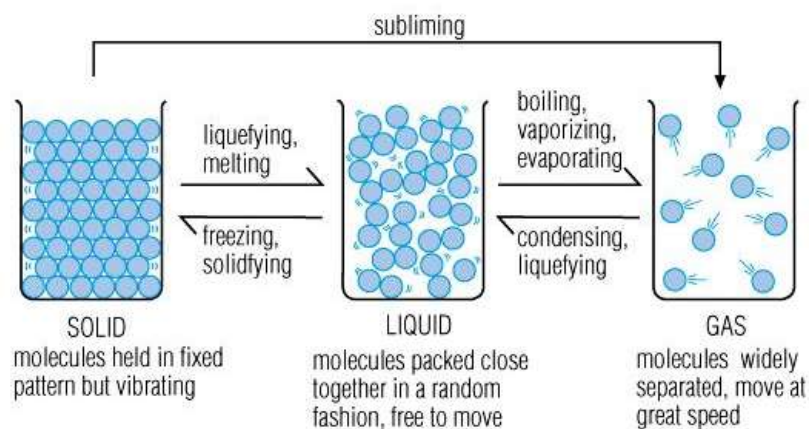 subliming
liquefying,
melting
freezing,
solidfying
boiling,
vaporizing,
evaporating
condensing,
liquefying
SOLID
molecules held in fixed
pattern but vibrating
LIQUID
molecules packed close
together in a random
fashion, free to move
GAS
molecules widely
separated, move at
great speed